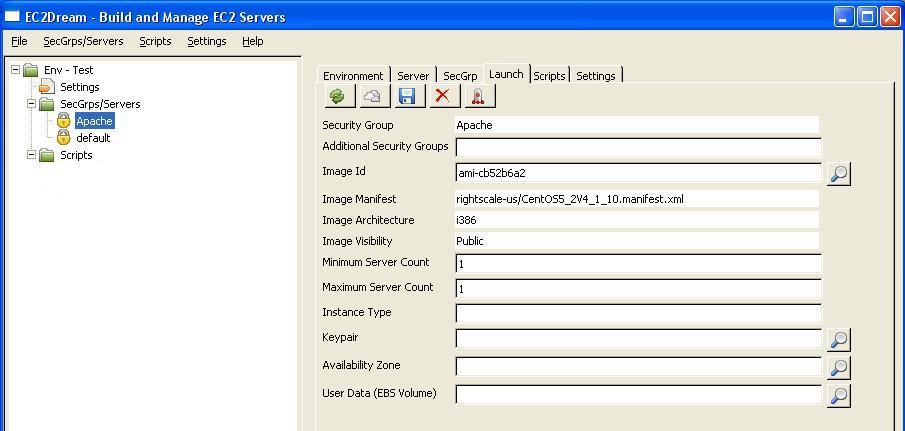 EC2Dream - Build and Manage EC2 Servers
File SecGrps/Servers Scripts Settings Help
Env - Test
Settings
SecGrps/Servers
Apache
default
Scripts
Environment Server SecGrp Launch Scripts Settings
Security Group Apache
Additional Security Groups
Image Id ami-cb52b6a2
Image Manifest rightscale-us/CentOS5_2V4_1_10.manifest.xml
Image Architecture i386
Image Visibility Public
Minimum Server Count 1
Maximum Server Count 1
Instance Type
Keypair
Availability Zone
User Data (EBS Volume)